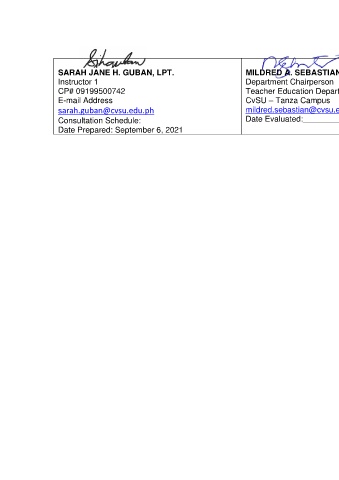 SARAH JANE H. GUBAN, LPT.
Instructor 1
CP# 09199500742
E-mail Address
sarah.guban@cvsu.edu.ph
Consultation Schedule:
Date Prepared: September 6, 2021
MILDRED A. SEBASTIAN
Department Chairperson
Teacher Education Depart
CvSU – Tanza Campus
mildred.sebastian@cvsu.e
Date Evaluated: